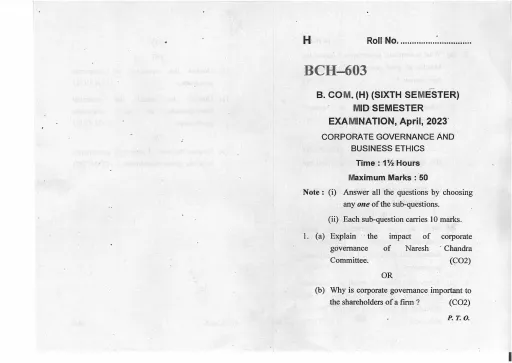 H Roll No. ................................
BCH-603
B. COM. (H) (SIXTH SEMESTER)
MID SEMESTER
EXAMINATION, April, 2023
CORPORATE GOVERNANCE AND
BUSINESS ETHICS
Time : 1½ Hours
Maximum Marks : 50
Note : (i) Answer all the questions by choosing
any one of the sub-questions.
(ii) Each sub-question carries 10 marks.
1. (a) Explain the impact of corporate
governance of Naresh Chandra
Committee. (CO2)
OR
(b) Why is corporate governance important to
the shareholders of a firm ? (CO2)
P. T. O.